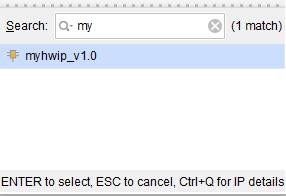 Search: my (1 match)
myhwip_v1.0
ENTER to select, ESC to cancel, Ctrl+Q for IP details